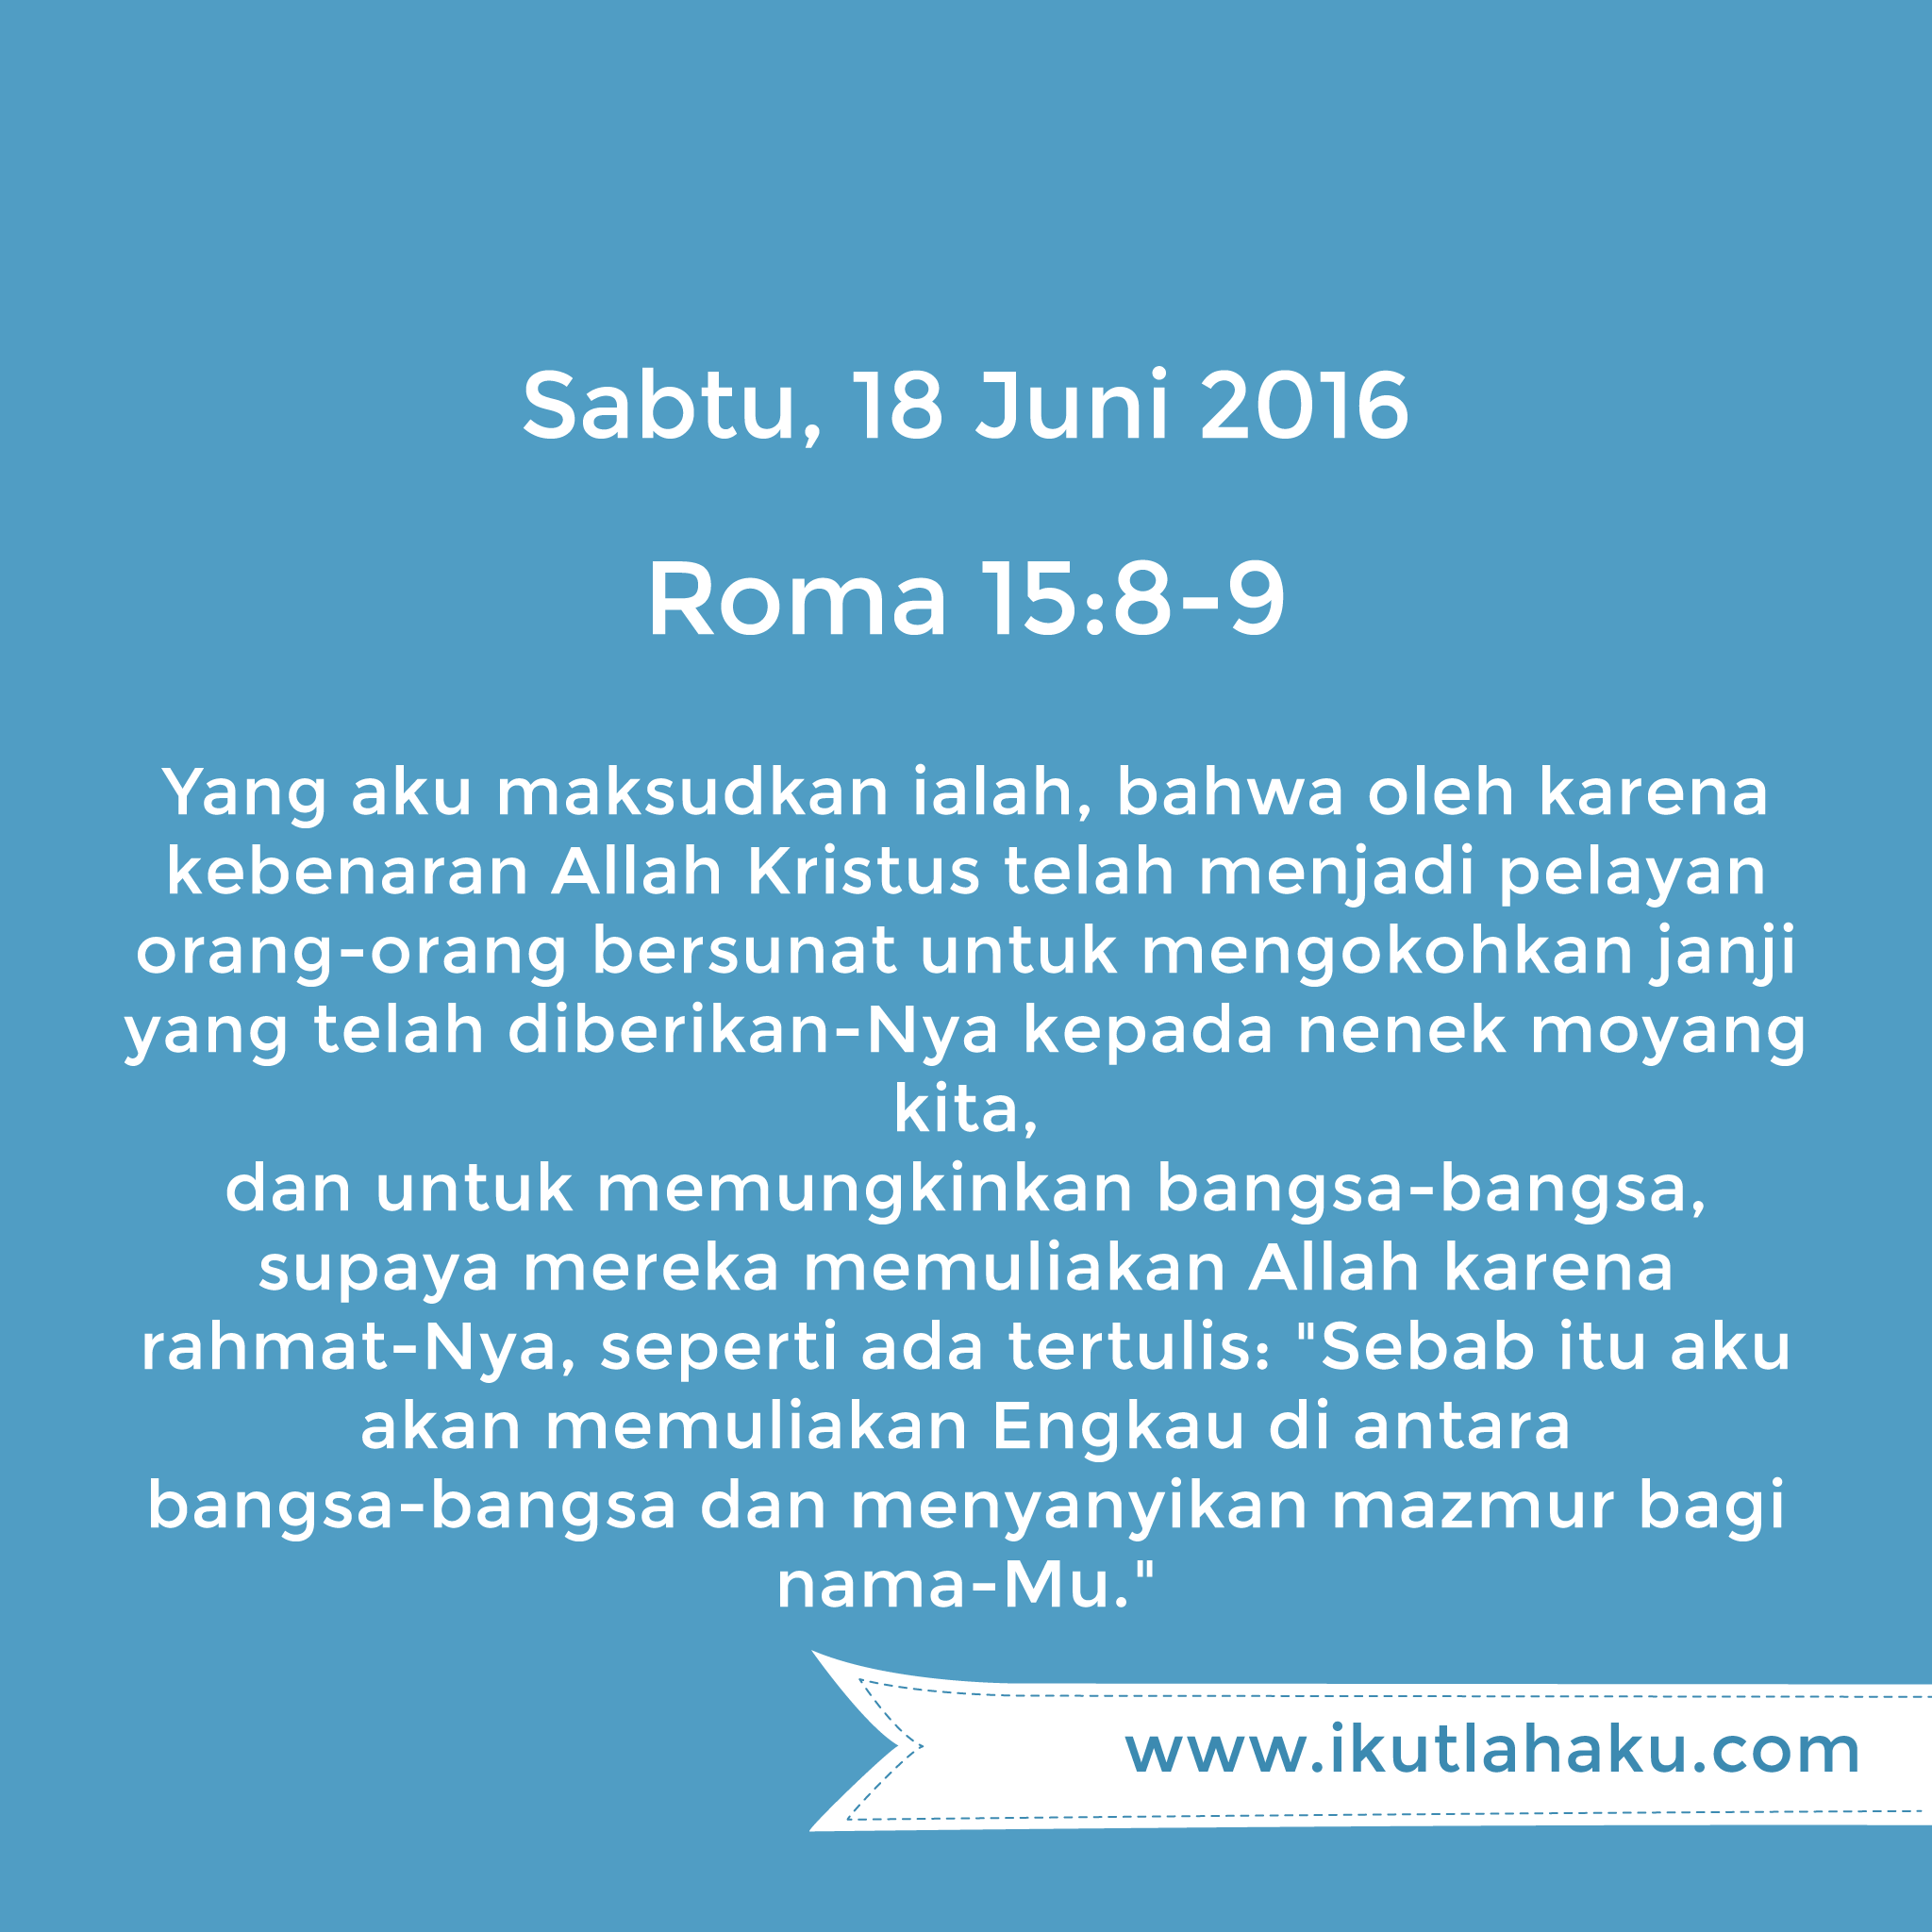 Sabtu, 18 Juni 2016
Roma 15:8-9
Yang aku maksudkan ialah, bahwa oleh karena
kebenaran Allah Kristus telah menjadi pelayan
orang-orang bersunat untuk mengokohkan janji
yang telah diberikan-Nya kepada nenek moyang
kita,
dan untuk memungkinkan bangsa-bangsa,
supaya mereka memuliakan Allah karena
rahmat-Nya, seperti ada tertulis: "Sebab itu aku
akan memuliakan Engkau di antara
bangsa-bangsa dan menyanyikan mazmur bagi
nama-Mu."
www.ikutlahaku.com